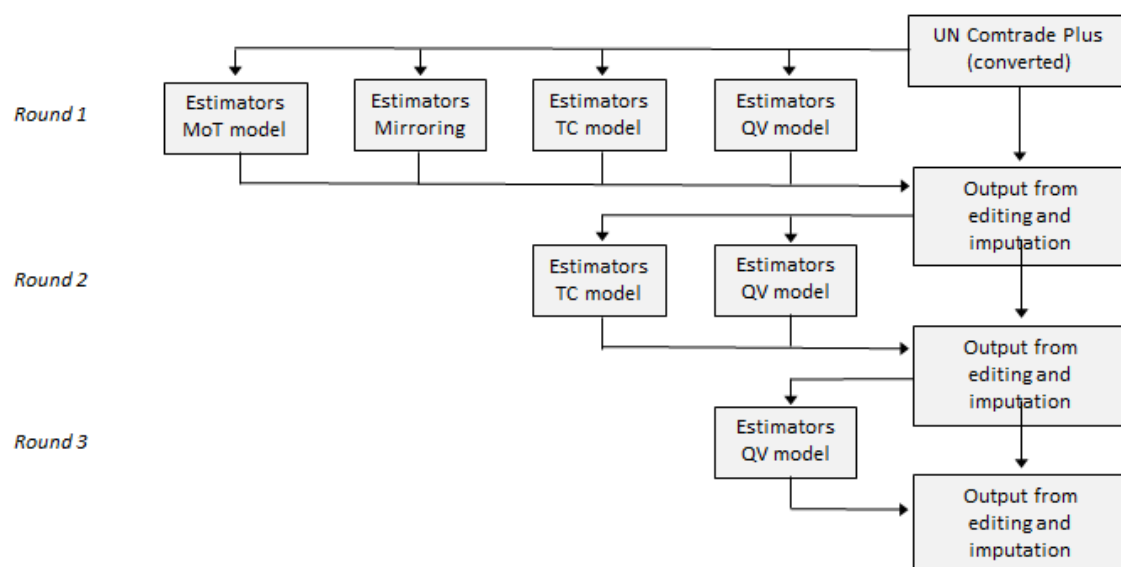 UN Comtrade Plus
(converted)
Round 1
Estimators
MoT model
Estimators
Mirroring
Estimators
TC model
Estimators
QV model
Output from
editing and
imputation
Round 2
Estimators
TC model
Estimators
QV model
Output from
editing and
imputation
Round 3
Estimators
QV model
Output from
editing and
imputation